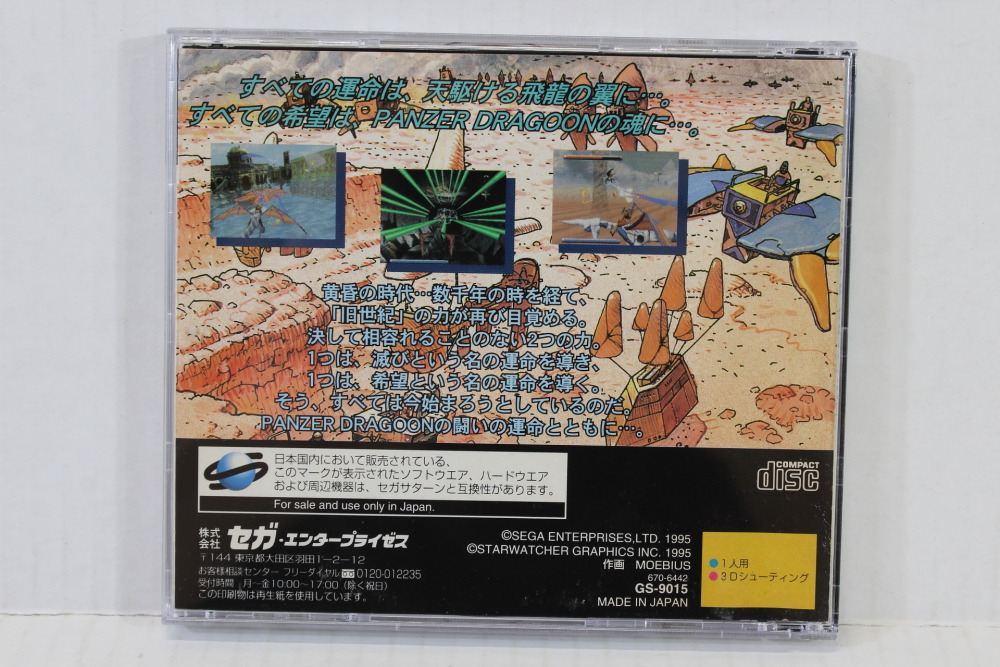 すべての運命は、天駆ける飛龍の翼に…。
すべての希望は、PANZER DRAGOONの魂に…。
黄昏の時代…数千年の時を経て、
「旧世紀」の力が再び目覚める。
決して相容れることのない2つの力。
1つは、滅びという名の運命を導き、
1つは、希望という名の運命を導く。
そう、すべては今始まろうとしているのだ。
PANZER DRAGOONの闘いの運命とともに…。
日本国内において販売されている、
このマークが表示されたソフトウエア、ハードウエア
および周辺機器は、セガサターンと互換性があります。
For sale and use only in Japan.
COMPACT
disc
株式会社 セガ・エンタープライゼス
〒144 東京都大田区羽田1-2-12
お客様相談センター フリーダイヤル 0120-012235
受付時間 月〜金10:00〜17:00(除く祝日)
この印刷物は再生紙を使用しています。
©SEGA ENTERPRISES,LTD. 1995
©STARWATCHER GRAPHICS INC. 1995
作画 MOEBIUS
670-6442
GS-9015
MADE IN JAPAN
●1人用
●3Dシューティング